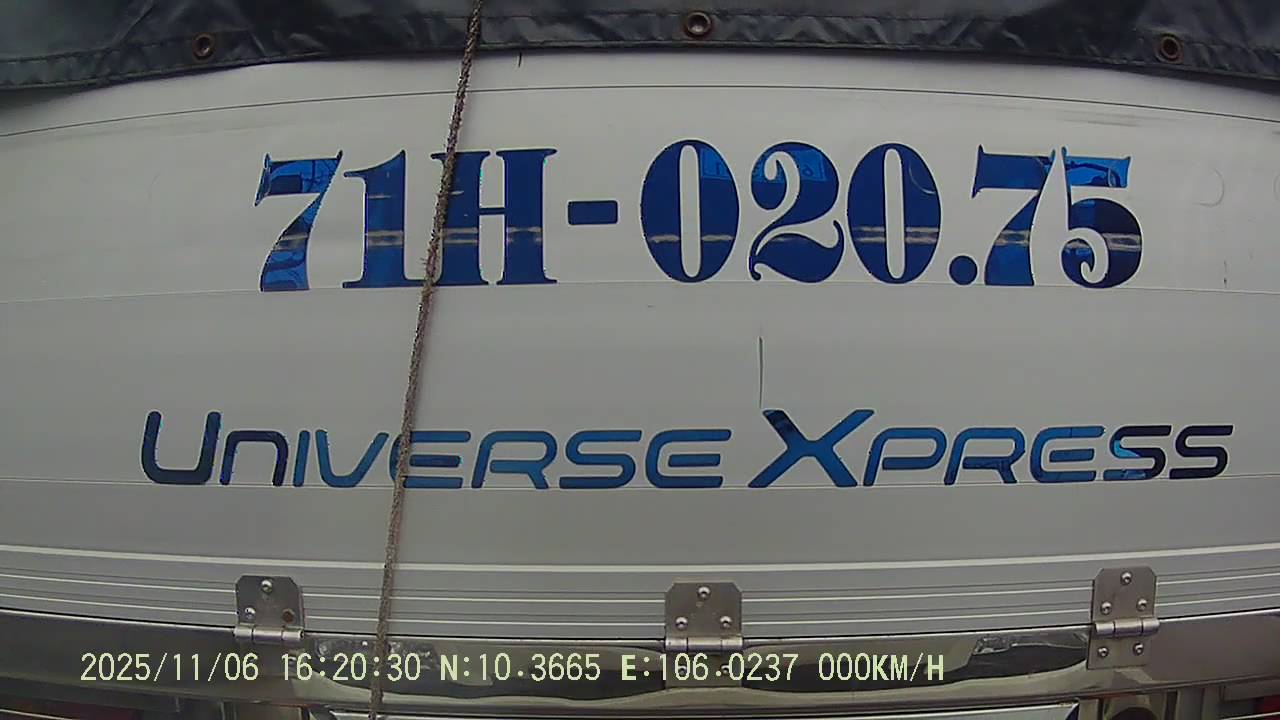 71H-020.75
UNIVERSE XPRESS
2025/11/06 16:20:30 N:10.3665 E:106.0237 000KM/H